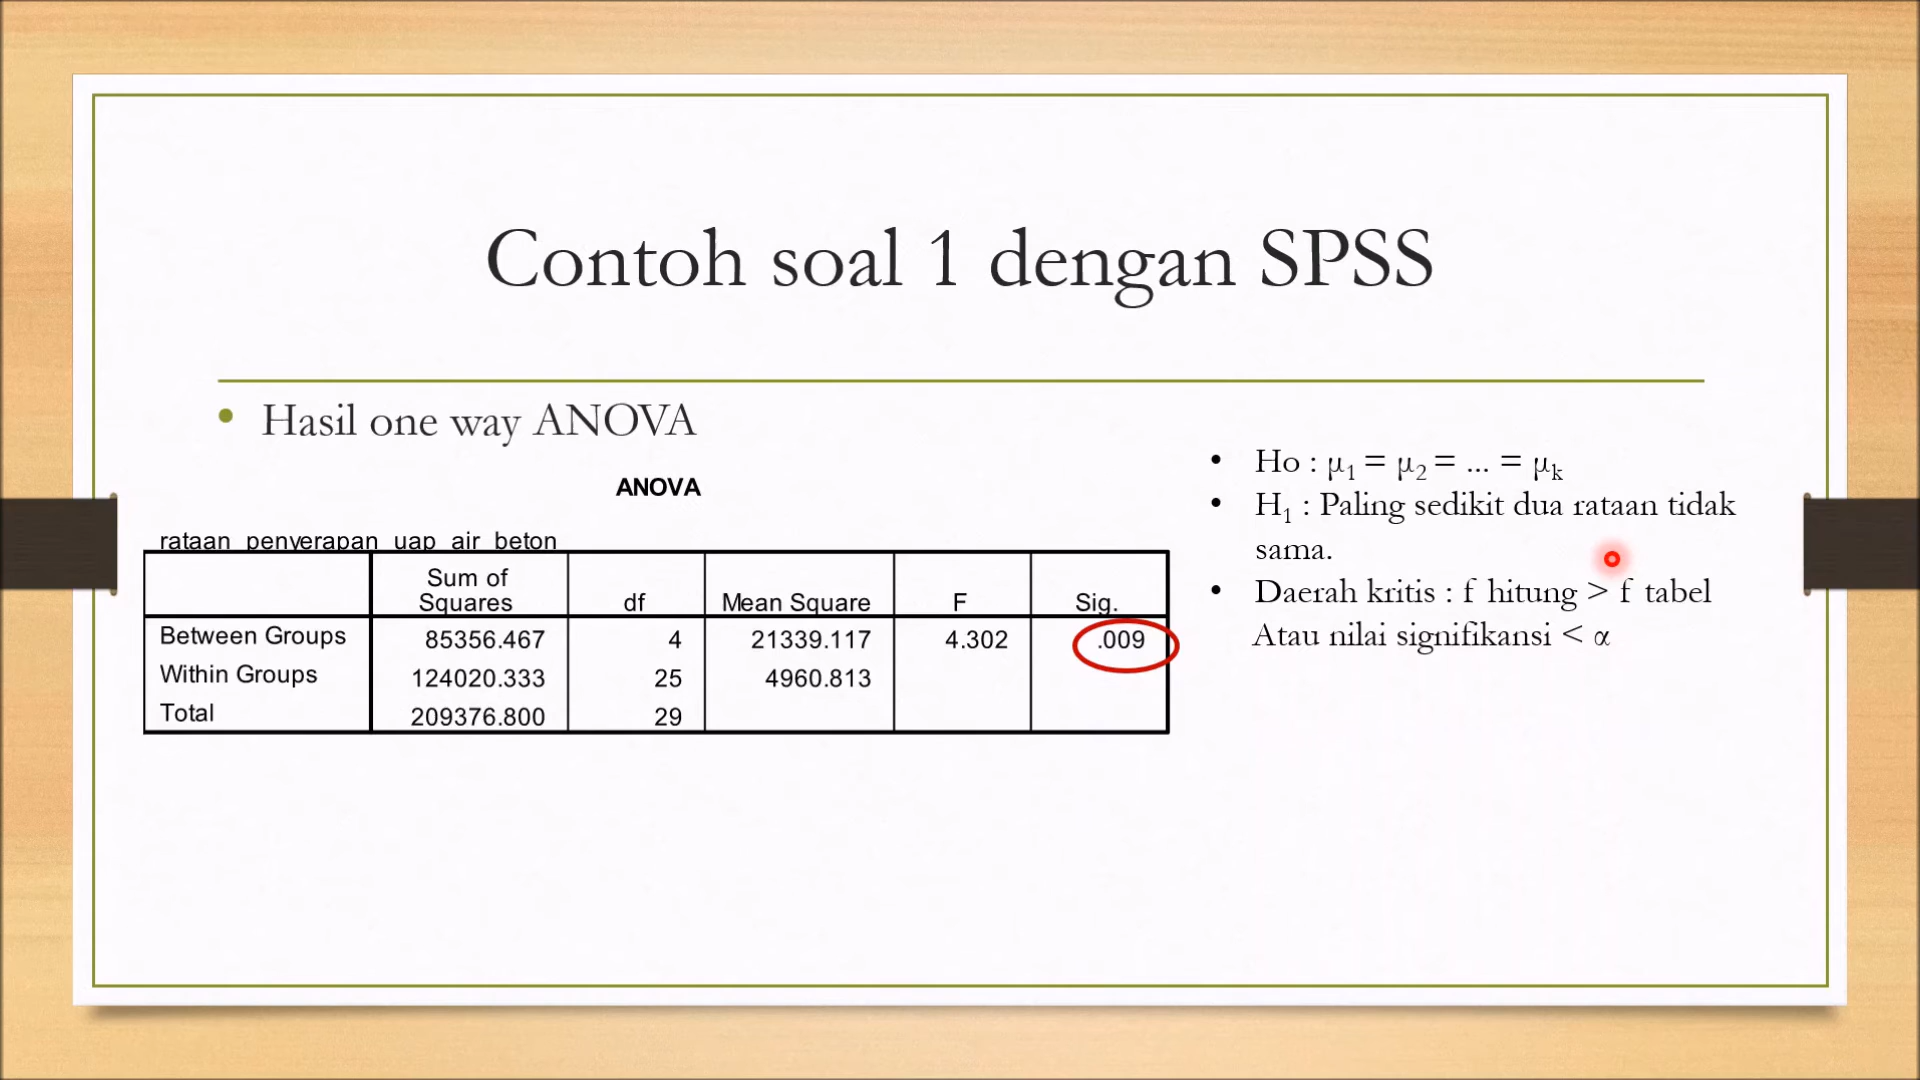 Contoh soal 1 dengan SPSS
• Hasil one way ANOVA
ANOVA
rataan_penyerapan_uap_air_beton
Sum of Squares df Mean Square F Sig.
Between Groups 85356.467 4 21339.117 4.302 .009
Within Groups 124020.333 25 4960.813
Total 209376.800 29
• Ho : μ1 = μ2 = ... = μk
• H1 : Paling sedikit dua rataan tidak
sama.
• Daerah kritis : f hitung > f tabel
Atau nilai signifikansi < α